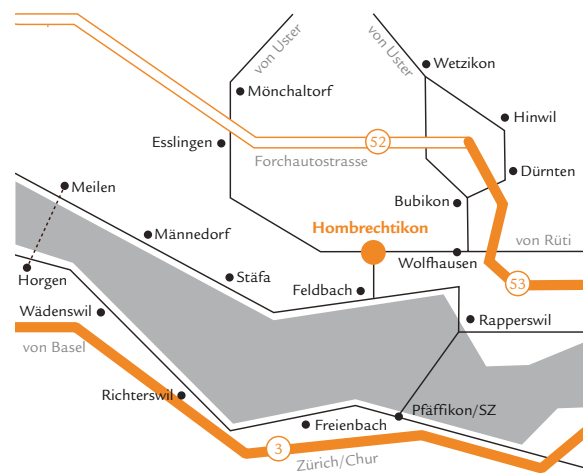 von Uster
von Uster
Wetzikon
Mönchaltorf
Hinwil
Esslingen
52
Forchautostrasse
Dürnten
Meilen
Bubikon
Hombrechtikon
Männedorf
von Rüti
Wolfhausen
Horgen
Stäfa
Feldbach
53
Wädenswil
Rapperswil
von Basel
Richterswil
Pfäffikon/SZ
Freienbach
3
Zürich/Chur